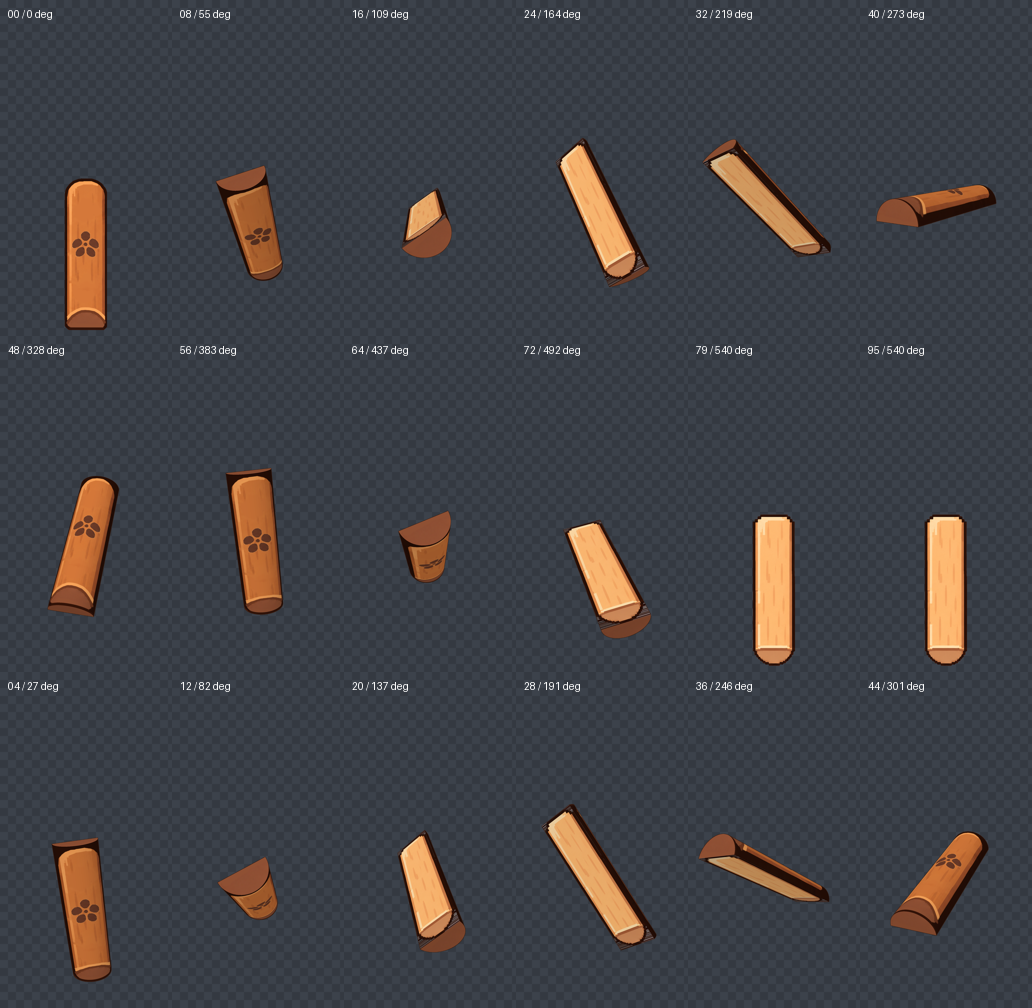 00 / 0 deg
08 / 55 deg
16 / 109 deg
24 / 164 deg
32 / 219 deg
40 / 273 deg
48 / 328 deg
56 / 383 deg
64 / 437 deg
72 / 492 deg
79 / 540 deg
95 / 540 deg
04 / 27 deg
12 / 82 deg
20 / 137 deg
28 / 191 deg
36 / 246 deg
44 / 301 deg